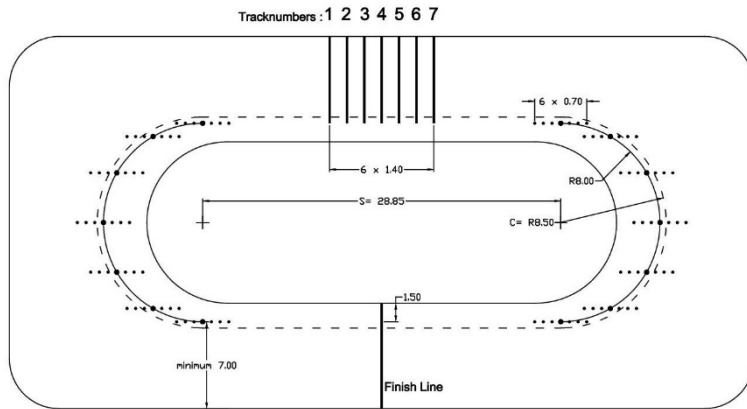 Tracknumbers : 1 2 3 4 5 6 7
6 x 0.70
6 x 1.40
R8.00
S= 28.85
C= R8.50
1.50
minimum 7.00
Finish Line